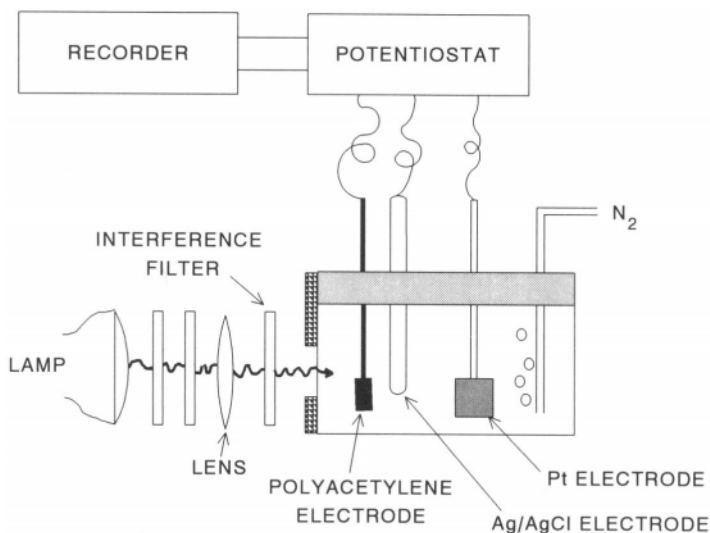 RECORDER
POTENTIOSTAT
N2
INTERFERENCE
FILTER
LAMP
LENS
POLYACETYLENE
ELECTRODE
Pt ELECTRODE
Ag/AgCl ELECTRODE